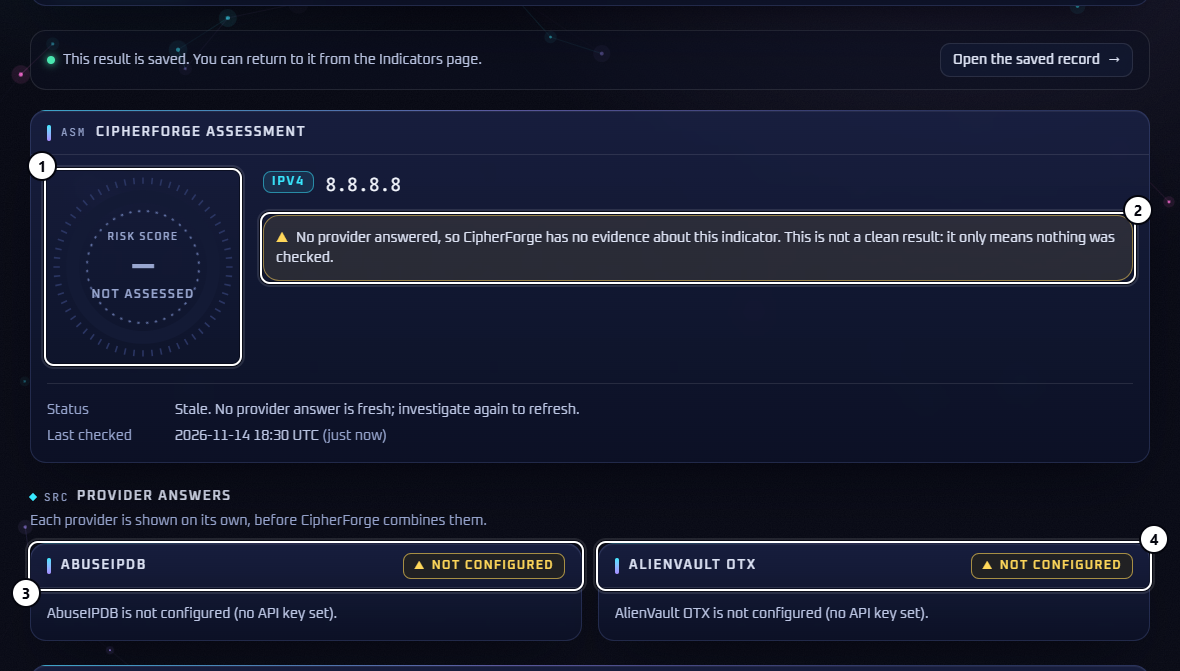 This result is saved. You can return to it from the Indicators page.
Open the saved record →
ASM CIPHERFORGE ASSESSMENT
1
RISK SCORE
—
NOT ASSESSED
IPV4 8.8.8.8
2
No provider answered, so CipherForge has no evidence about this indicator. This is not a clean result: it only means nothing was
checked.
Status Stale. No provider answer is fresh; investigate again to refresh.
Last checked 2026-11-14 18:30 UTC (just now)
SRC PROVIDER ANSWERS
Each provider is shown on its own, before CipherForge combines them.
3
ABUSEIPDB NOT CONFIGURED
AbuseIPDB is not configured (no API key set).
4
ALIENVAULT OTX NOT CONFIGURED
AlienVault OTX is not configured (no API key set).